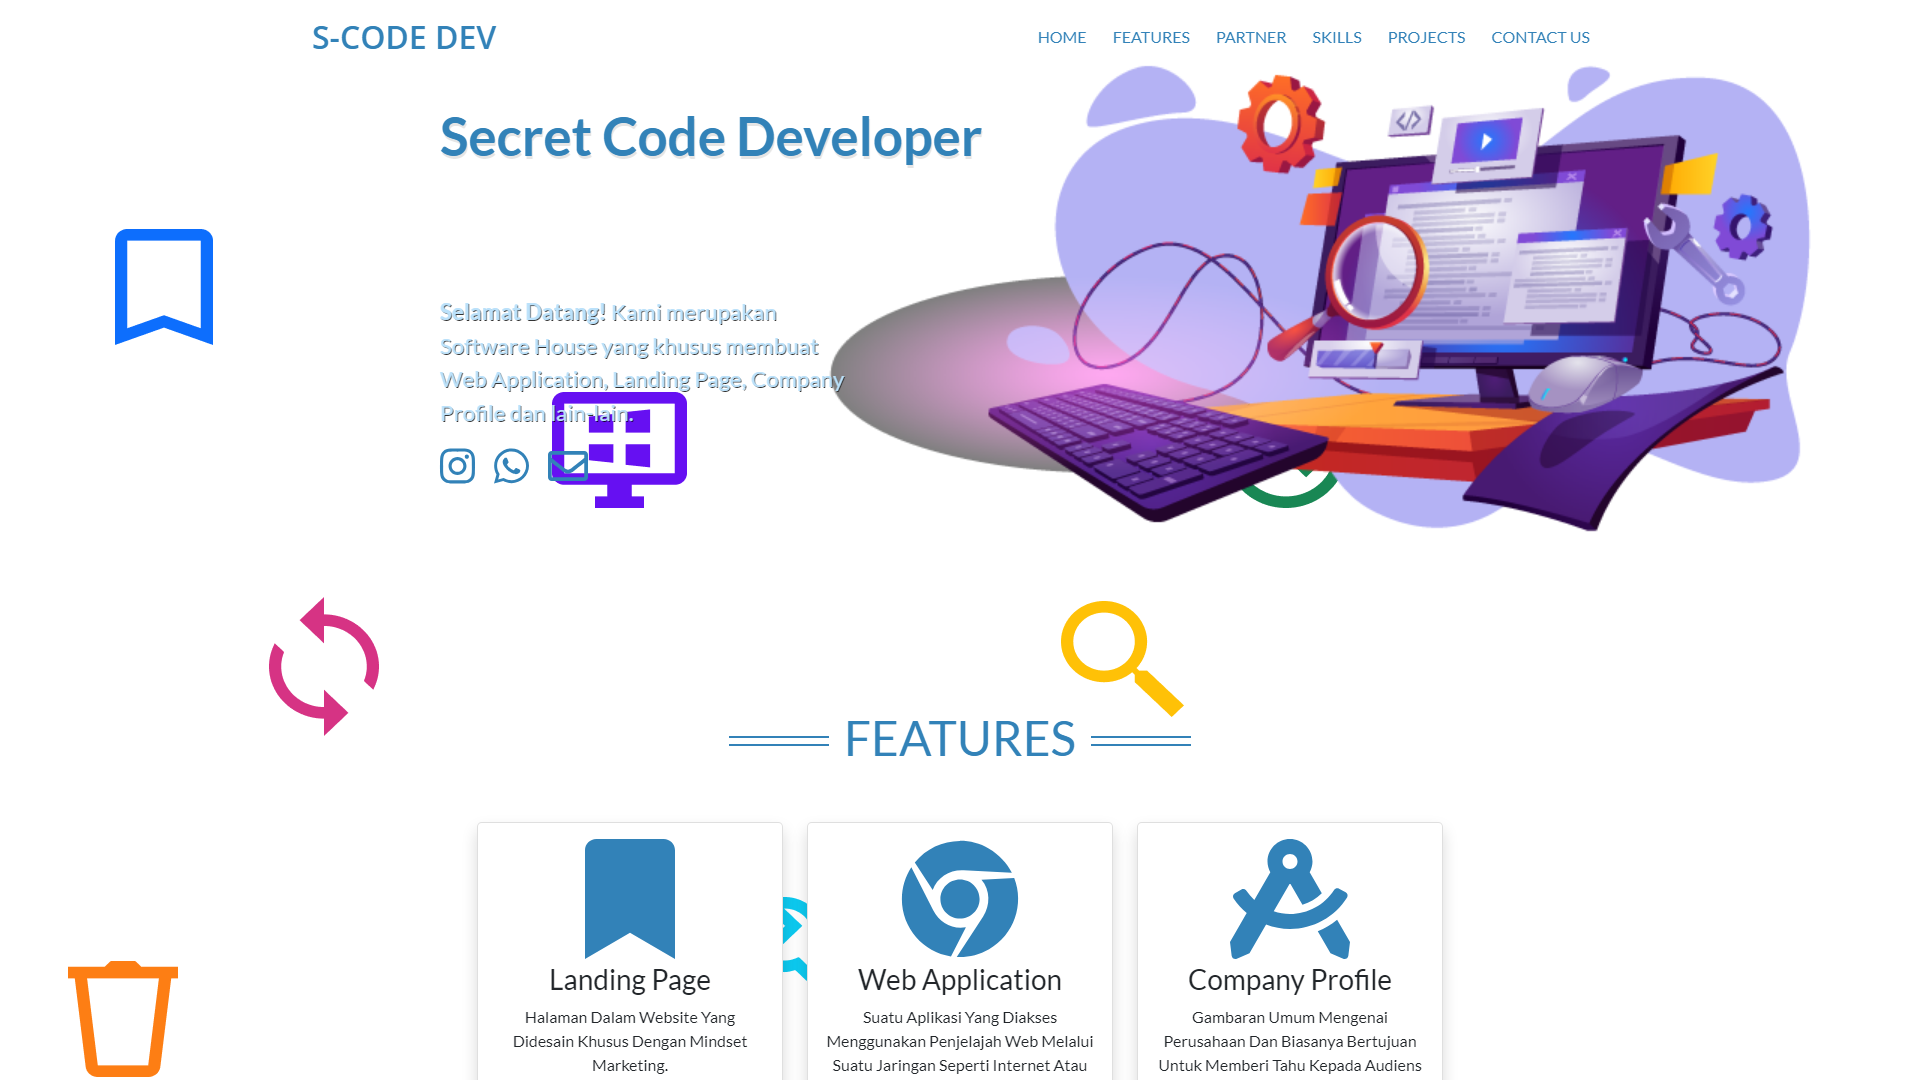 S-CODE DEV
HOME
FEATURES
PARTNER
SKILLS
PROJECTS
CONTACT US
Secret Code Developer
Selamat Datang! Kami merupakan
Software House yang khusus membuat
Web Application, Landing Page, Company
Profile dan lain-lain.
FEATURES
Landing Page
Halaman Dalam Website Yang
Didesain Khusus Dengan Mindset
Marketing.
Web Application
Suatu Aplikasi Yang Diakses
Menggunakan Penjelajah Web Melalui
Suatu Jaringan Seperti Internet Atau
Company Profile
Gambaran Umum Mengenai
Perusahaan Dan Biasanya Bertujuan
Untuk Memberi Tahu Kepada Audiens